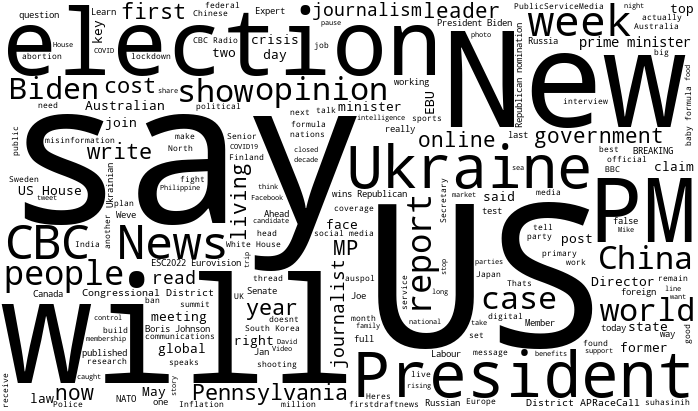 question
federal
Chinese
Expert
journalism
leader
PublicServiceMedia
night
actually
top
Learn
key
first
President Biden
week
Australia
House
COVID
abortion
lockdown
election
CBC Radio
two
crisis
day
pause
job
photo
Russia
prime minister
big
New
Republican nomination
food
Biden
cost
share
show
opinion
working
interview
baby formula
need
Australian
political
minister
EBU
intelligence
sports
public
join
next
talk
formula
nations
really
online
last
government
misinformation
make
North
Senior
COVID19
Finland
closed
decade
best
BREAKING
official
BBC
claim
write
say
Ukraine
sea
Sweden
US House
tweet
plan
Weve
fight
Philippine
living
think
Facebook
Ahead
candidate
wins Republican
coverage
Secretary
market
said
test
media
PM
another
Ukrainian
head
White House
face
social media
MP
report
US
tell
party
post
false
Mike
CBC News
India
trip
stop
parties
Japan
Thats
primary
work
China
people
ESC2022
Eurovision
read
thread
auspol
journalist
service
long
case
Director
foreign
remain
line
want
Canada
Congressional District
ban
summit
UK
Senate
year
Joe
digital
Member
world
will
control
build
membership
meeting
Boris Johnson
communications
doesnt
South Korea
month
family
national
take
set
today
state
way
good
published
research
global
speaks
right
David
Video
Jan
full
Labour
message
benefits
found
support
former
caught
story
shooting
live
rising
President
receive
law
now
Police
NATO
May
one
Pennsylvania
Inflation
million
Heres
firstdraftnews
Russian
Europe
District
APRaceCall
suhasinih